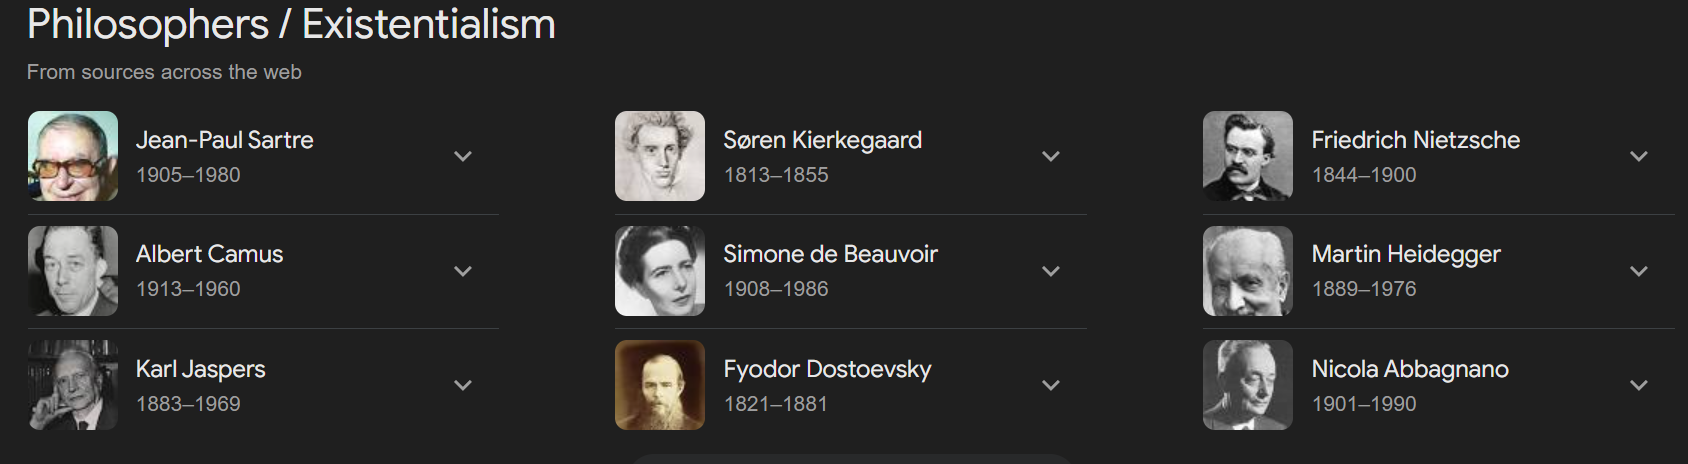 Philosophers / Existentialism
From sources across the web
Jean-Paul Sartre
1905–1980
Søren Kierkegaard
1813–1855
Friedrich Nietzsche
1844–1900
Albert Camus
1913–1960
Simone de Beauvoir
1908–1986
Martin Heidegger
1889–1976
Karl Jaspers
1883–1969
Fyodor Dostoevsky
1821–1881
Nicola Abbagnano
1901–1990